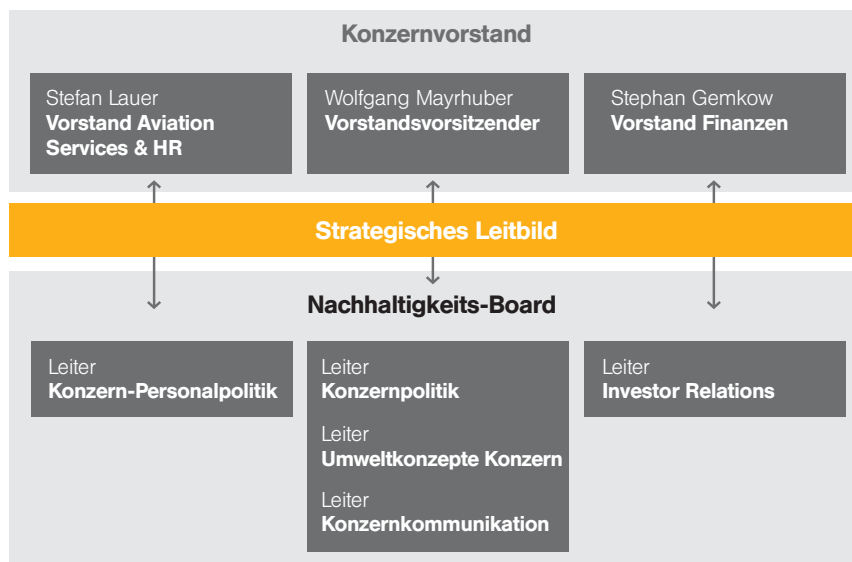 Konzernvorstand
Stefan Lauer
Vorstand Aviation
Services & HR
Wolfgang Mayrhuber
Vorstandsvorsitzender
Stephan Gemkow
Vorstand Finanzen
Strategisches Leitbild
Nachhaltigkeits-Board
Leiter
Konzern-Personalpolitik
Leiter
Konzernpolitik
Leiter
Umweltkonzepte Konzern
Leiter
Konzernkommunikation
Leiter
Investor Relations